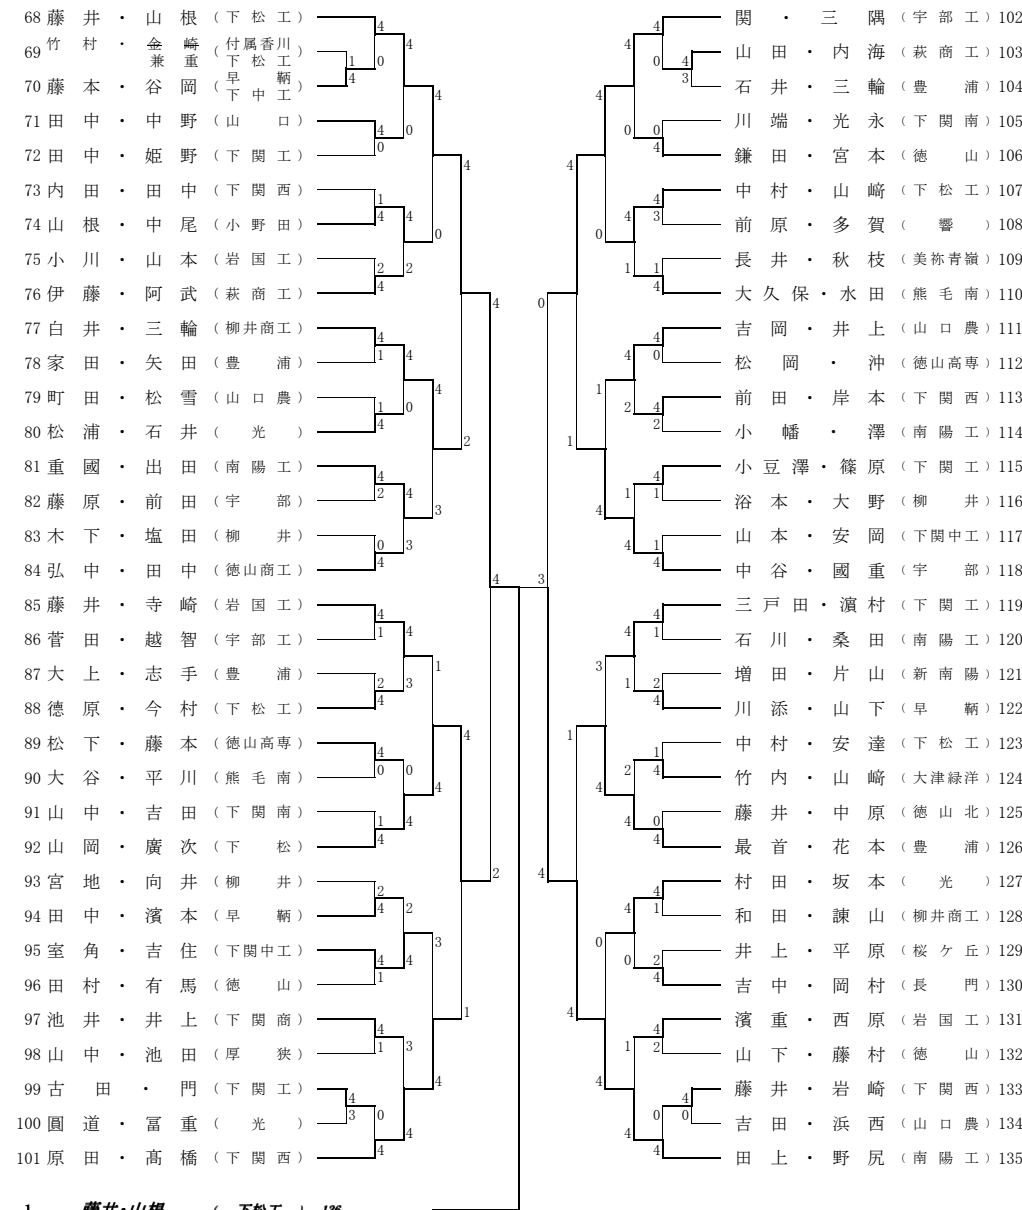 68 藤井・山根 (下松工)
69 竹村・金崎 (付属香川
兼重 下松工)
70 藤本・谷岡 (早鞆
下中工)
71 田中・中野 (山口)
72 田中・姫野 (下関工)
73 内田・田中 (下関西)
74 山根・中尾 (小野田)
75 小川・山本 (岩国工)
76 伊藤・阿武 (萩商工)
77 白井・三輪 (柳井商工)
78 家田・矢田 (豊浦)
79 町田・松雪 (山口農)
80 松浦・石井 (光)
81 重國・出田 (南陽工)
82 藤原・前田 (宇部)
83 木下・塩田 (柳井)
84 弘中・田中 (徳山商工)
85 藤井・寺崎 (岩国工)
86 菅田・越智 (宇部工)
87 大上・志手 (豊浦)
88 德原・今村 (下松工)
89 松下・藤本 (徳山高専)
90 大谷・平川 (熊毛南)
91 山中・吉田 (下関南)
92 山岡・廣次 (下松)
93 宮地・向井 (柳井)
94 田中・濱本 (早鞆)
95 室角・吉住 (下関中工)
96 田村・有馬 (徳山)
97 池井・井上 (下関商)
98 山中・池田 (厚狭)
99 古田・門 (下関工)
100 圓道・冨重 (光)
101 原田・髙橋 (下関西)
関・三隅 (宇部工) 102
山田・内海 (萩商工) 103
石井・三輪 (豊浦) 104
川端・光永 (下関南) 105
鎌田・宮本 (徳山) 106
中村・山﨑 (下松工) 107
前原・多賀 (響) 108
長井・秋枝 (美祢青嶺) 109
大久保・水田 (熊毛南) 110
吉岡・井上 (山口農) 111
松岡・沖 (徳山高専) 112
前田・岸本 (下関西) 113
小幡・澤 (南陽工) 114
小豆澤・篠原 (下関工) 115
浴本・大野 (柳井) 116
山本・安岡 (下関中工) 117
中谷・國重 (宇部) 118
三戸田・濵村 (下関工) 119
石川・桑田 (南陽工) 120
増田・片山 (新南陽) 121
川添・山下 (早鞆) 122
中村・安達 (下松工) 123
竹内・山﨑 (大津緑洋) 124
藤井・中原 (徳山北) 125
最首・花本 (豊浦) 126
村田・坂本 (光) 127
和田・諫山 (柳井商工) 128
井上・平原 (桜ケ丘) 129
吉中・岡村 (長門) 130
濱重・西原 (岩国工) 131
山下・藤村 (徳山) 132
藤井・岩崎 (下関西) 133
吉田・浜西 (山口農) 134
田上・野尻 (南陽工) 135